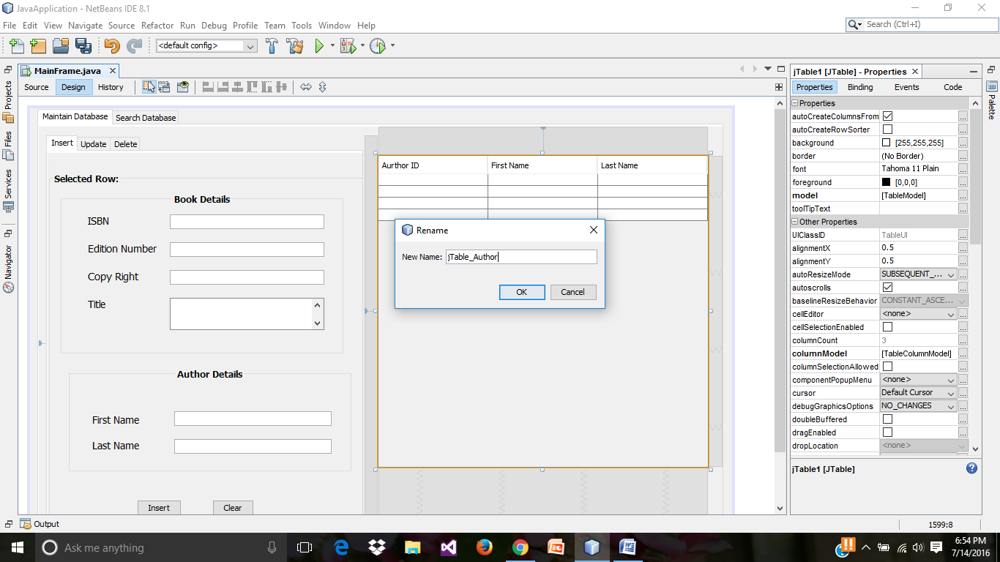 JavaApplication - NetBeans IDE 8.1
File Edit View Navigate Source Refactor Run Debug Profile Team Tools Window Help
Search (Ctrl+I)
<default config>
MainFrame.java
Source Design History
Maintain Database Search Database
Insert Update Delete
Selected Row:
Book Details
ISBN
Edition Number
Copy Right
Title
Author Details
First Name
Last Name
Insert Clear
Aurthor ID First Name Last Name
Rename
New Name: jTable_Author
OK Cancel
jTable1 [JTable] - Properties
Properties Binding Events Code
Properties
autoCreateColumnsFrom
autoCreateRowSorter
background [255,255,255]
border (No Border)
font Tahoma 11 Plain
foreground [0,0,0]
model [TableModel]
toolTipText
Other Properties
UIClassID TableUI
alignmentX 0.5
alignmentY 0.5
autoResizeMode SUBSEQUENT_...
autoscrolls
baselineResizeBehavior CONSTANT_ASCE...
cellEditor <none>
cellSelectionEnabled
columnCount 3
columnModel [TableColumnModel]
columnSelectionAllowed
componentPopupMenu <none>
cursor Default Cursor
debugGraphicsOptions NO_CHANGES
doubleBuffered
dragEnabled
dropLocation <none>
jTable1 [JTable]
Projects
Files
Services
Navigator
Palette
Output
1599:8
Ask me anything
6:54 PM
7/14/2016